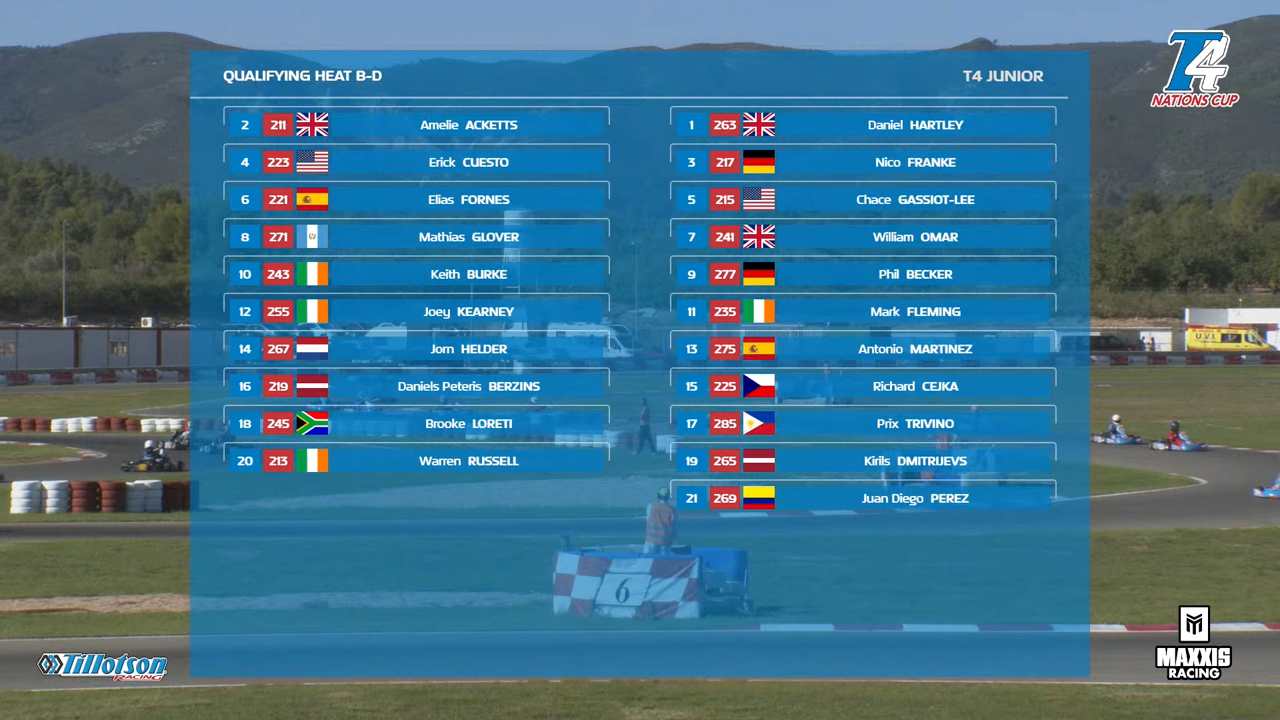 T4
NATIONS CUP
QUALIFYING HEAT B-D
T4 JUNIOR
2 211 Amelie ACKETTS
1 263 Daniel HARTLEY
4 223 Erick CUESTO
3 217 Nico FRANKE
6 221 Elias FORNES
5 215 Chace GASSIOT-LEE
8 271 Mathias GLOVER
7 241 William OMAR
10 243 Keith BURKE
9 277 Phil BECKER
12 255 Joey KEARNEY
11 235 Mark FLEMING
14 267 Jorn HELDER
13 275 Antonio MARTINEZ
16 219 Daniels Peteris BERZINS
15 225 Richard CEJKA
18 245 Brooke LORETI
17 285 Prix TRIVINO
20 213 Warren RUSSELL
19 265 Kirils DMITRIJEVS
21 269 Juan Diego PEREZ
U.V.I.
6
Tillotson
RACING
MAXXIS
RACING